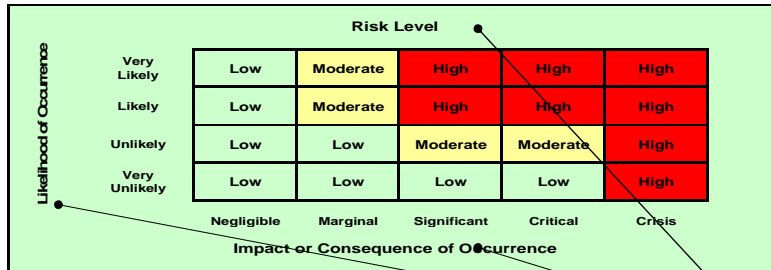 Risk Level
Likelihood of Occurrence
Very
Likely
Low Moderate High High High
Likely Low Moderate High High High
Unlikely Low Low Moderate Moderate High
Very
Unlikely
Low Low Low Low High
Negligible Marginal Significant Critical Crisis
Impact or Consequence of Occurrence